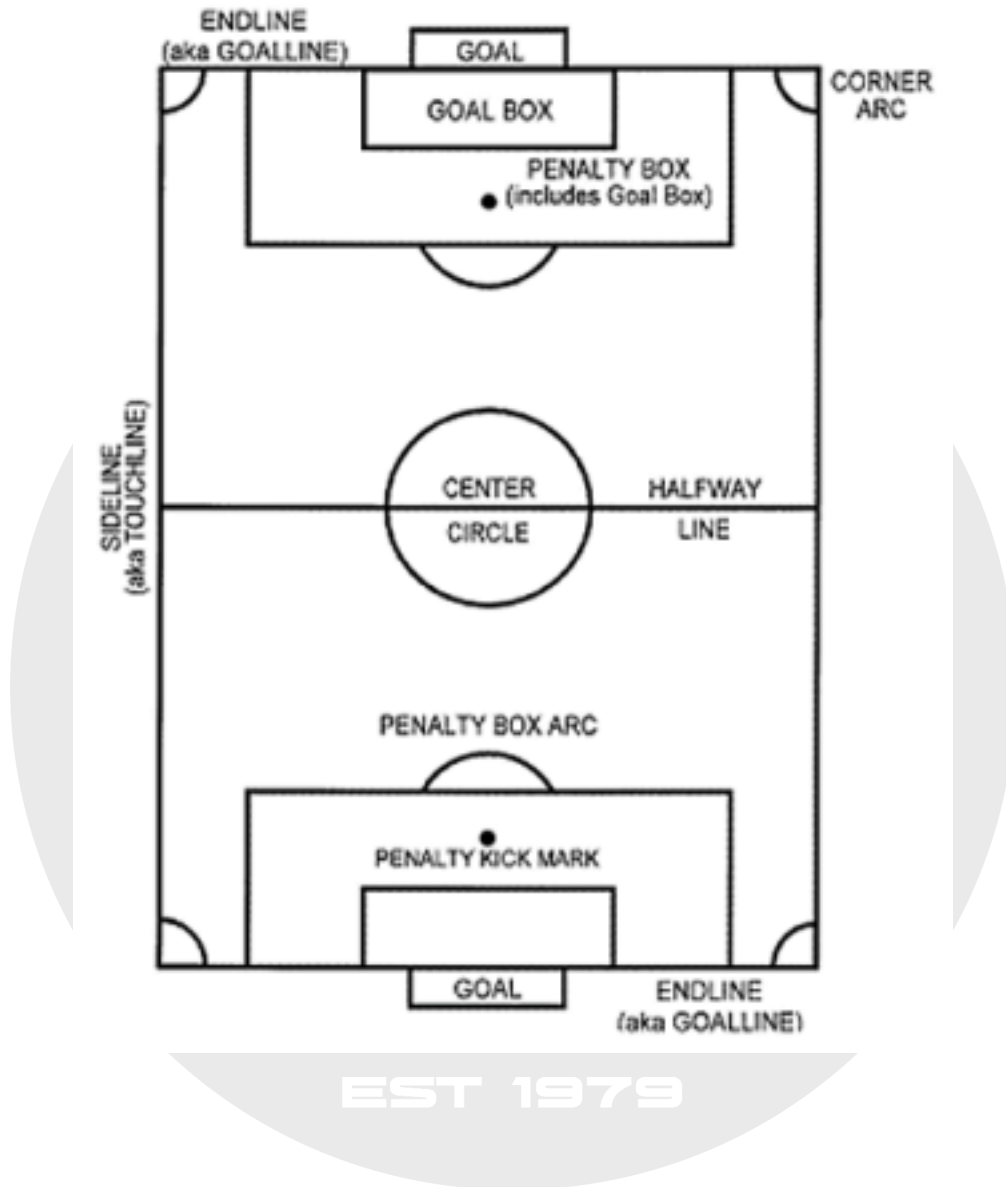 ENDLINE
(aka GOALLINE)
GOAL
CORNER
ARC
GOAL BOX
PENALTY BOX
(includes Goal Box)
SIDELINE
(aka TOUCHLINE)
CENTER
CIRCLE
HALFWAY
LINE
PENALTY BOX ARC
PENALTY KICK MARK
GOAL
ENDLINE
(aka GOALLINE)
EST 1979